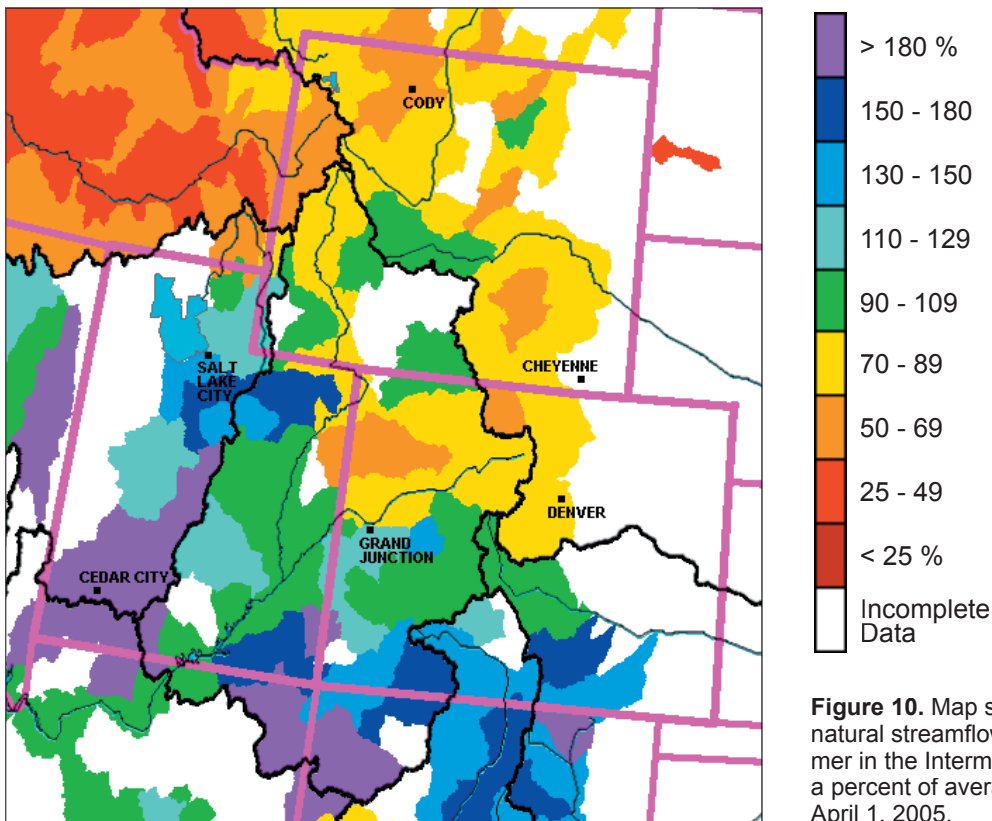 CODY
CHEYENNE
SALT
LAKE
CITY
DENVER
GRAND
JUNCTION
CEDAR CITY
> 180 %
150 - 180
130 - 150
110 - 129
90 - 109
70 - 89
50 - 69
25 - 49
< 25 %
Incomplete
Data
Figure 10. Map s
natural streamflow
mer in the Interm
a percent of avera
April 1, 2005.